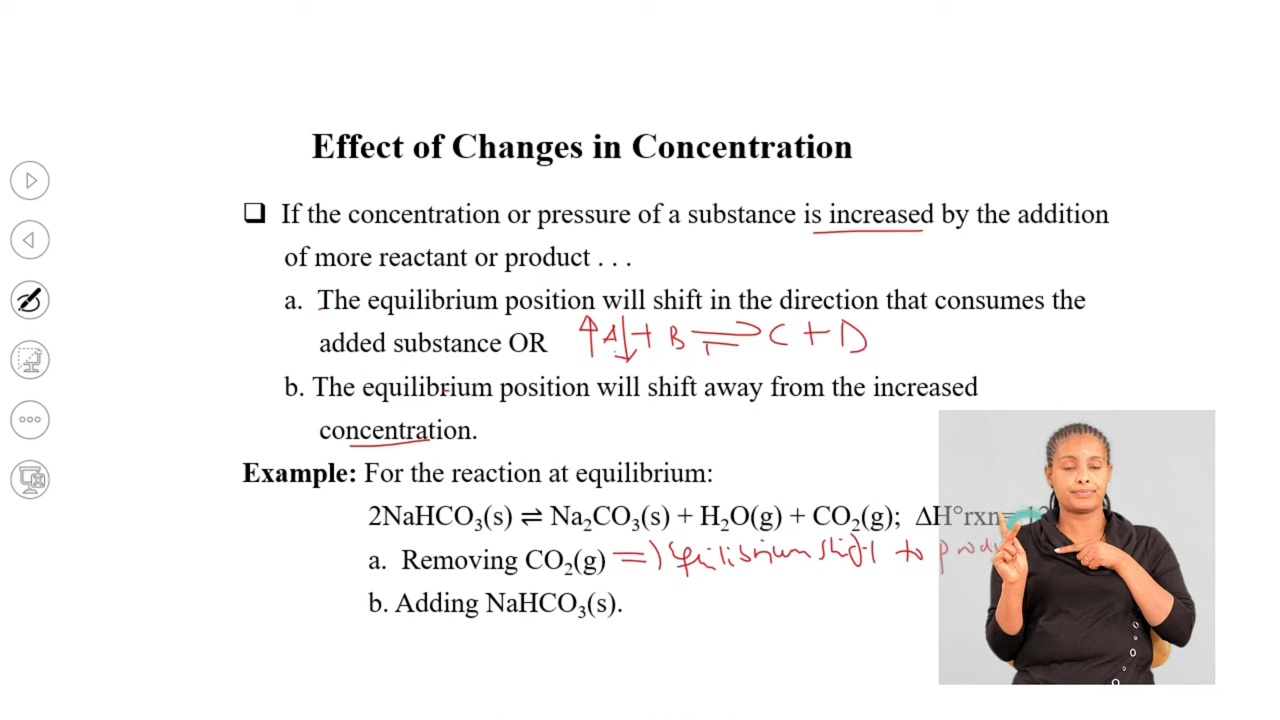 Effect of Changes in Concentration
❑ If the concentration or pressure of a substance is increased by the addition
of more reactant or product . . .
a. The equilibrium position will shift in the direction that consumes the
added substance OR ↑A↓ + B ⇌ C + D
b. The equilibrium position will shift away from the increased
concentration.
Example: For the reaction at equilibrium:
2NaHCO₃(s) ⇌ Na₂CO₃(s) + H₂O(g) + CO₂(g); ΔH°rxn=
a. Removing CO₂(g) => Equilibrium shift to
b. Adding NaHCO₃(s).